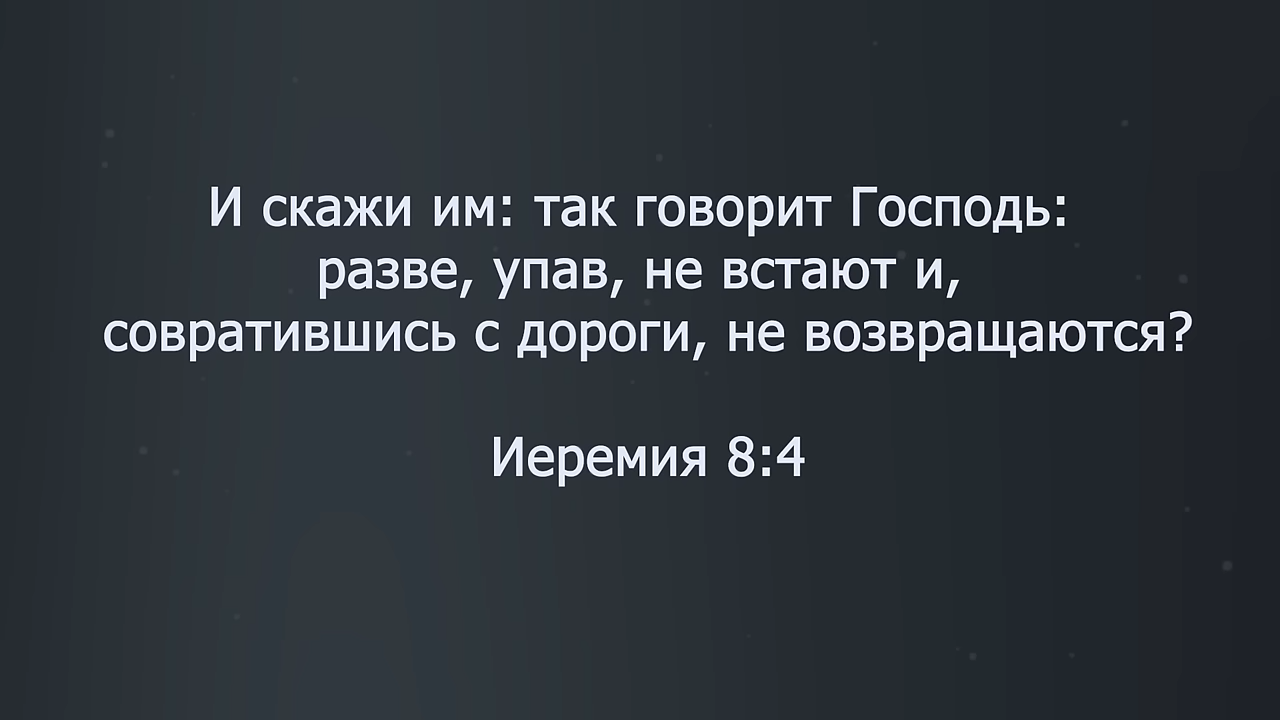 И скажи им: так говорит Господь:
разве, упав, не встают и,
совратившись с дороги, не возвращаются?
Иеремия 8:4